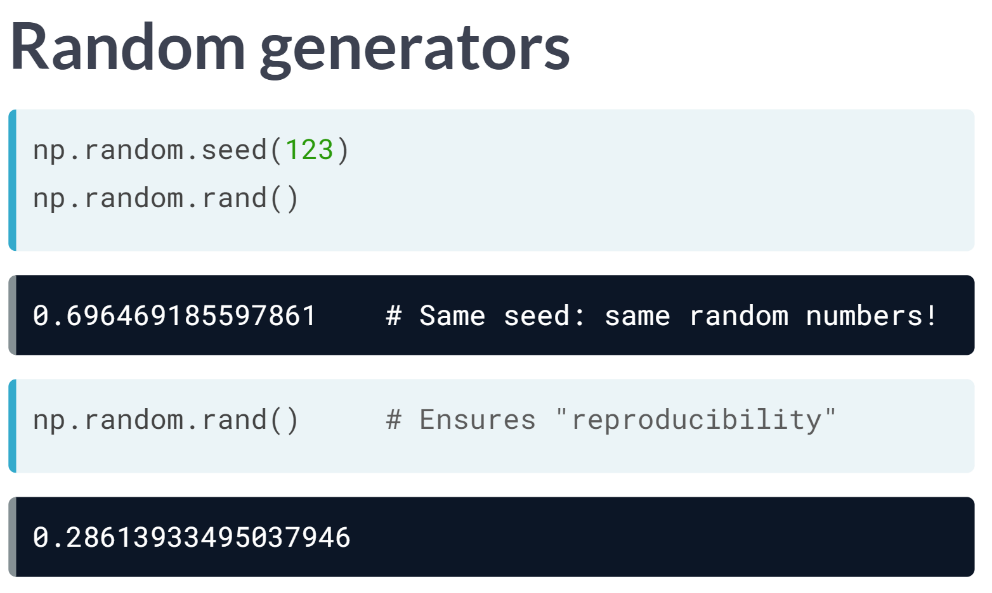 Random generators
np.random.seed(123)
np.random.rand()
0.696469185597861 # Same seed: same random numbers!
np.random.rand() # Ensures "reproducibility"
0.28613933495037946